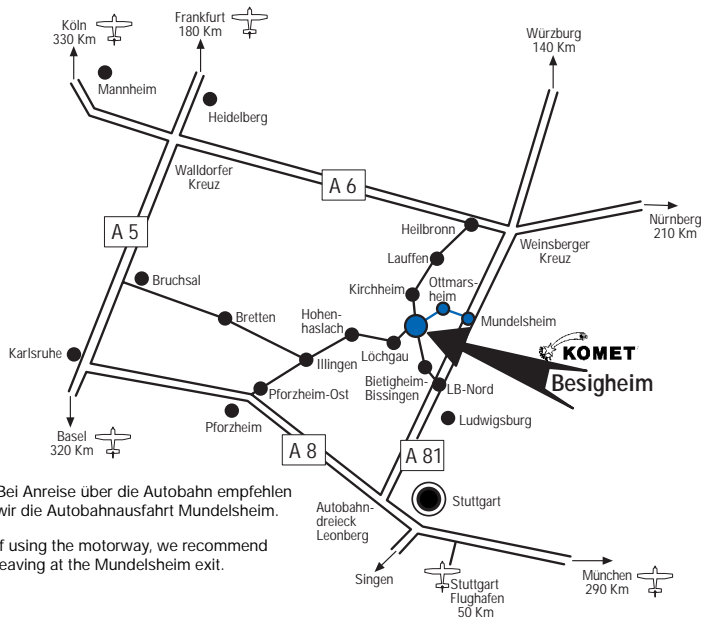 Köln
330 Km
Frankfurt
180 Km
Würzburg
140 Km
Mannheim
Heidelberg
Walldorfer
Kreuz
A 6
A 5
Nürnberg
210 Km
Heilbronn
Weinsberger
Kreuz
Lauffen
Bruchsal
Kirchheim
Ottmars-
heim
Bretten
Hohen-
haslach
Mundelsheim
Karlsruhe
Illingen
Löchgau
KOMET
Besigheim
Pforzheim-Ost
Bietigheim-
Bissingen
LB-Nord
Pforzheim
Ludwigsburg
Basel
320 Km
A 8
A 81
Bei Anreise über die Autobahn empfehlen
wir die Autobahnausfahrt Mundelsheim.
f using the motorway, we recommend
eaving at the Mundelsheim exit.
Autobahn-
dreieck
Leonberg
Stuttgart
Singen
Stuttgart
Flughafen
50 Km
München
290 Km